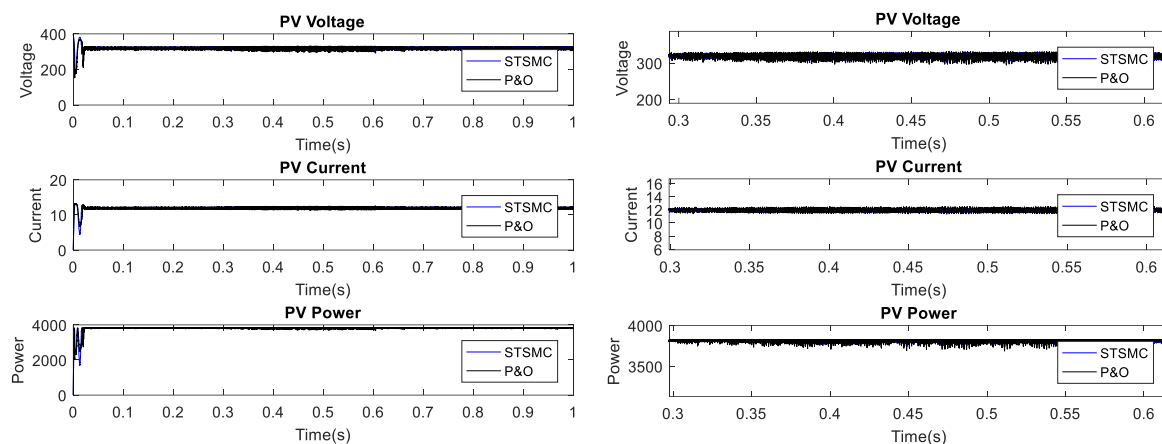 PV Voltage
400
200
0
Voltage
STSMC
P&O
0 0.1 0.2 0.3 0.4 0.5 0.6 0.7 0.8 0.9 1
Time(s)
PV Current
20
10
0
Current
STSMC
P&O
0 0.1 0.2 0.3 0.4 0.5 0.6 0.7 0.8 0.9 1
Time(s)
PV Power
4000
2000
0
Power
STSMC
P&O
0 0.1 0.2 0.3 0.4 0.5 0.6 0.7 0.8 0.9 1
Time(s)
PV Voltage
300
200
Voltage
STSMC
P&O
0.3 0.35 0.4 0.45 0.5 0.55 0.6
Time(s)
PV Current
16
14
12
10
8
6
Current
STSMC
P&O
0.3 0.35 0.4 0.45 0.5 0.55 0.6
Time(s)
PV Power
4000
3500
Power
STSMC
P&O
0.3 0.35 0.4 0.45 0.5 0.55 0.6
Time(s)